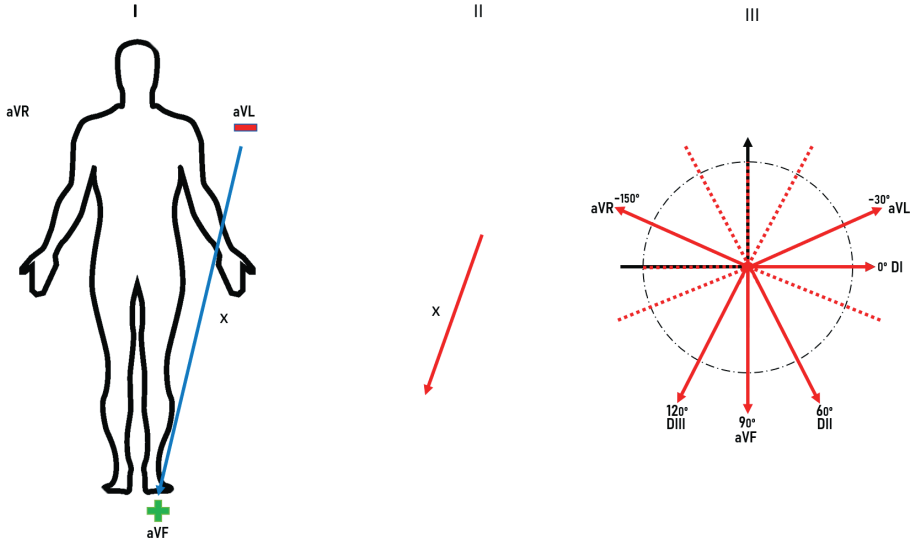 I
II
III
aVR
aVL
x
aVF
x
aVR
-150°
-30°
aVL
0° DI
120°
DIII
90°
aVF
60°
DII